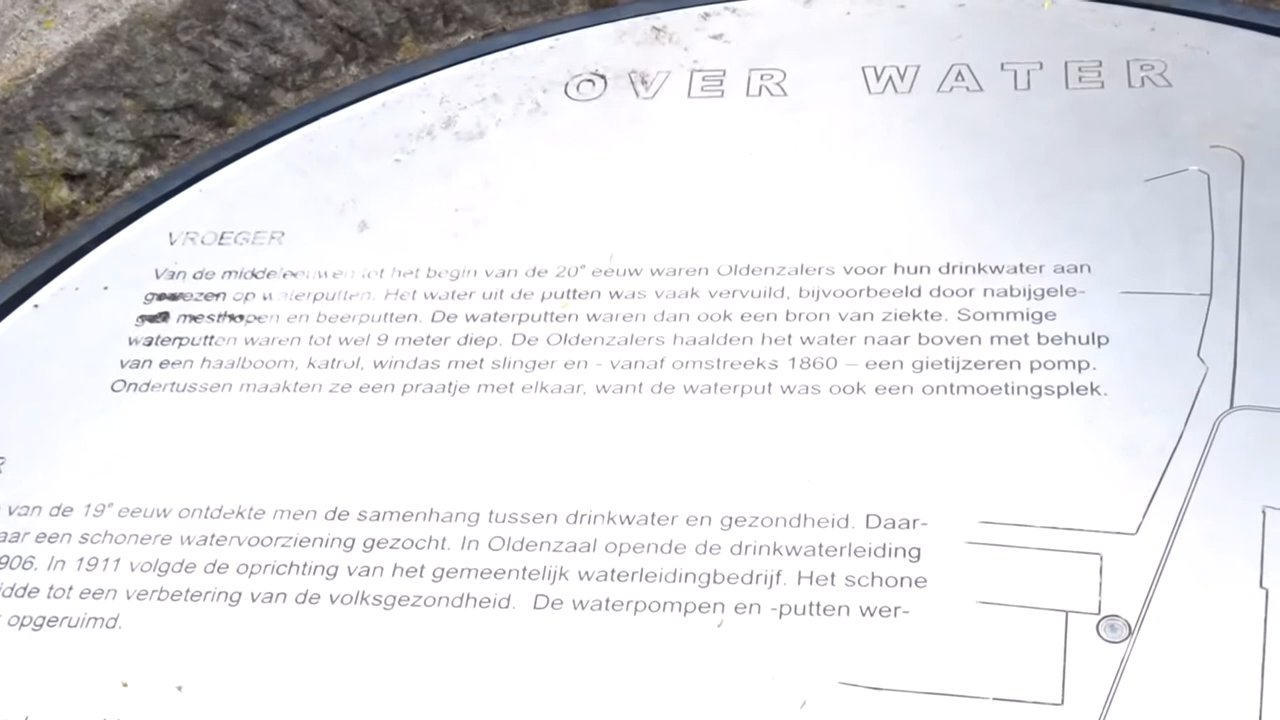 OVER WATER
VROEGER
Van de middeleeuwen tot het begin van de 20e eeuw waren Oldenzalers voor hun drinkwater aan
gewezen op waterputten. Het water uit de putten was vaak vervuild, bijvoorbeeld door nabijgele-
gen mesthopen en beerputten. De waterputten waren dan ook een bron van ziekte. Sommige
waterputten waren tot wel 9 meter diep. De Oldenzalers haalden het water naar boven met behulp
van een haalboom, katrol, windas met slinger en - vanaf omstreeks 1860 – een gietijzeren pomp.
Ondertussen maakten ze een praatje met elkaar, want de waterput was ook een ontmoetingsplek.
R
van de 19e eeuw ontdekte men de samenhang tussen drinkwater en gezondheid. Daar-
aar een schonere watervoorziening gezocht. In Oldenzaal opende de drinkwaterleiding
906. In 1911 volgde de oprichting van het gemeentelijk waterleidingbedrijf. Het schone
idde tot een verbetering van de volksgezondheid. De waterpompen en -putten wer-
opgeruimd.